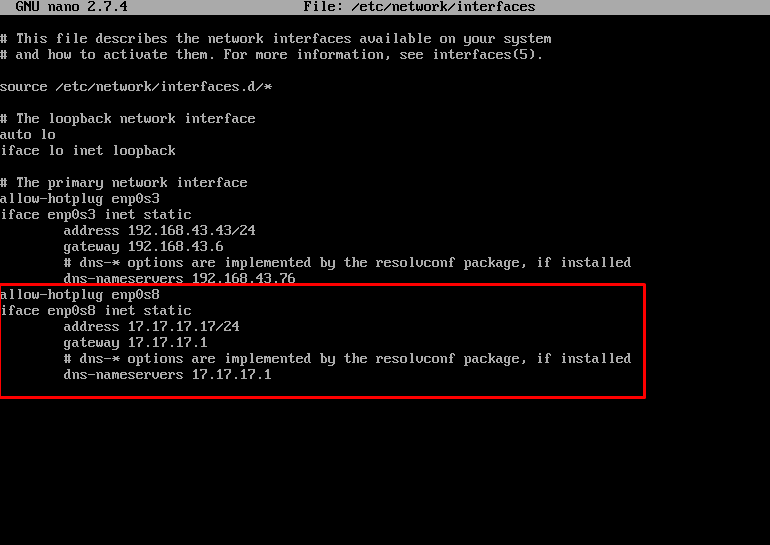 GNU nano 2.7.4 File: /etc/network/interfaces
# This file describes the network interfaces available on your system
# and how to activate them. For more information, see interfaces(5).
source /etc/network/interfaces.d/*
# The loopback network interface
auto lo
iface lo inet loopback
# The primary network interface
allow-hotplug enp0s3
iface enp0s3 inet static
address 192.168.43.43/24
gateway 192.168.43.6
# dns-* options are implemented by the resolvconf package, if installed
dns-nameservers 192.168.43.76
allow-hotplug enp0s8
iface enp0s8 inet static
address 17.17.17.17/24
gateway 17.17.17.1
# dns-* options are implemented by the resolvconf package, if installed
dns-nameservers 17.17.17.1